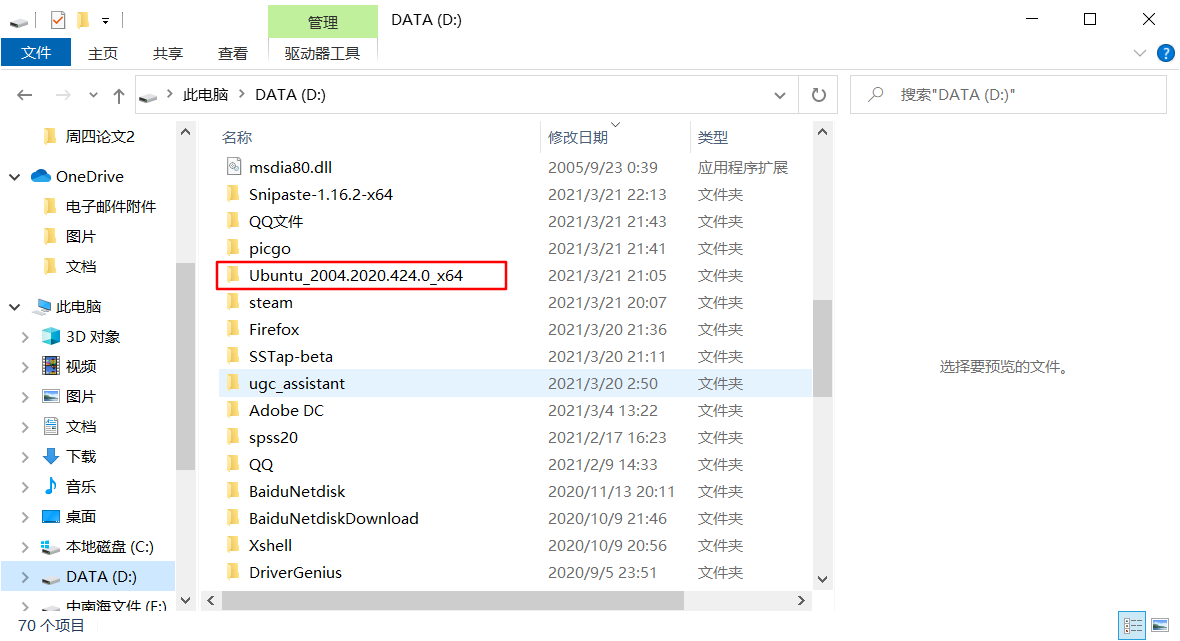 管理
DATA (D:)
文件 主页 共享 查看 驱动器工具
此电脑 DATA (D:)
搜索"DATA (D:)"
周四论文2
OneDrive
电子邮件附件
图片
文档
此电脑
3D 对象
视频
图片
文档
下载
音乐
桌面
本地磁盘 (C:)
DATA (D:)
中南海文件 (E:)
名称 修改日期 类型
msdia80.dll 2005/9/23 0:39 应用程序扩展
Snipaste-1.16.2-x64 2021/3/21 22:13 文件夹
QQ文件 2021/3/21 21:43 文件夹
picgo 2021/3/21 21:41 文件夹
Ubuntu_2004.2020.424.0_x64 2021/3/21 21:05 文件夹
steam 2021/3/21 20:07 文件夹
Firefox 2021/3/20 21:36 文件夹
SSTap-beta 2021/3/20 21:11 文件夹
ugc_assistant 2021/3/20 2:50 文件夹
Adobe DC 2021/3/4 13:22 文件夹
spss20 2021/2/17 16:23 文件夹
QQ 2021/2/9 14:33 文件夹
BaiduNetdisk 2020/11/13 20:11 文件夹
BaiduNetdiskDownload 2020/10/9 21:46 文件夹
Xshell 2020/10/9 20:56 文件夹
DriverGenius 2020/9/5 23:51 文件夹
选择要预览的文件。
70 个项目